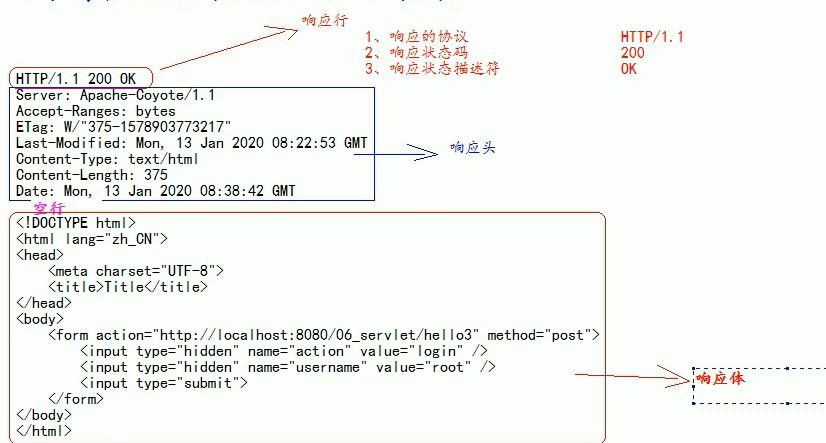 响应行
1、响应的协议 HTTP/1.1
2、响应状态码 200
3、响应状态描述符 OK
HTTP/1.1 200 OK
Server: Apache-Coyote/1.1
Accept-Ranges: bytes
ETag: W/"375-1578903773217"
Last-Modified: Mon, 13 Jan 2020 08:22:53 GMT
响应头
Content-Type: text/html
Content-Length: 375
Date: Mon, 13 Jan 2020 08:38:42 GMT
空行
<!DOCTYPE html>
<html lang="zh_CN">
<head>
    <meta charset="UTF-8">
    <title>Title</title>
</head>
<body>
    <form action="http://localhost:8080/06_servlet/hello3" method="post">
        <input type="hidden" name="action" value="login" />
        <input type="hidden" name="username" value="root" />
        <input type="submit">
    </form>
</body>
</html>
响应体